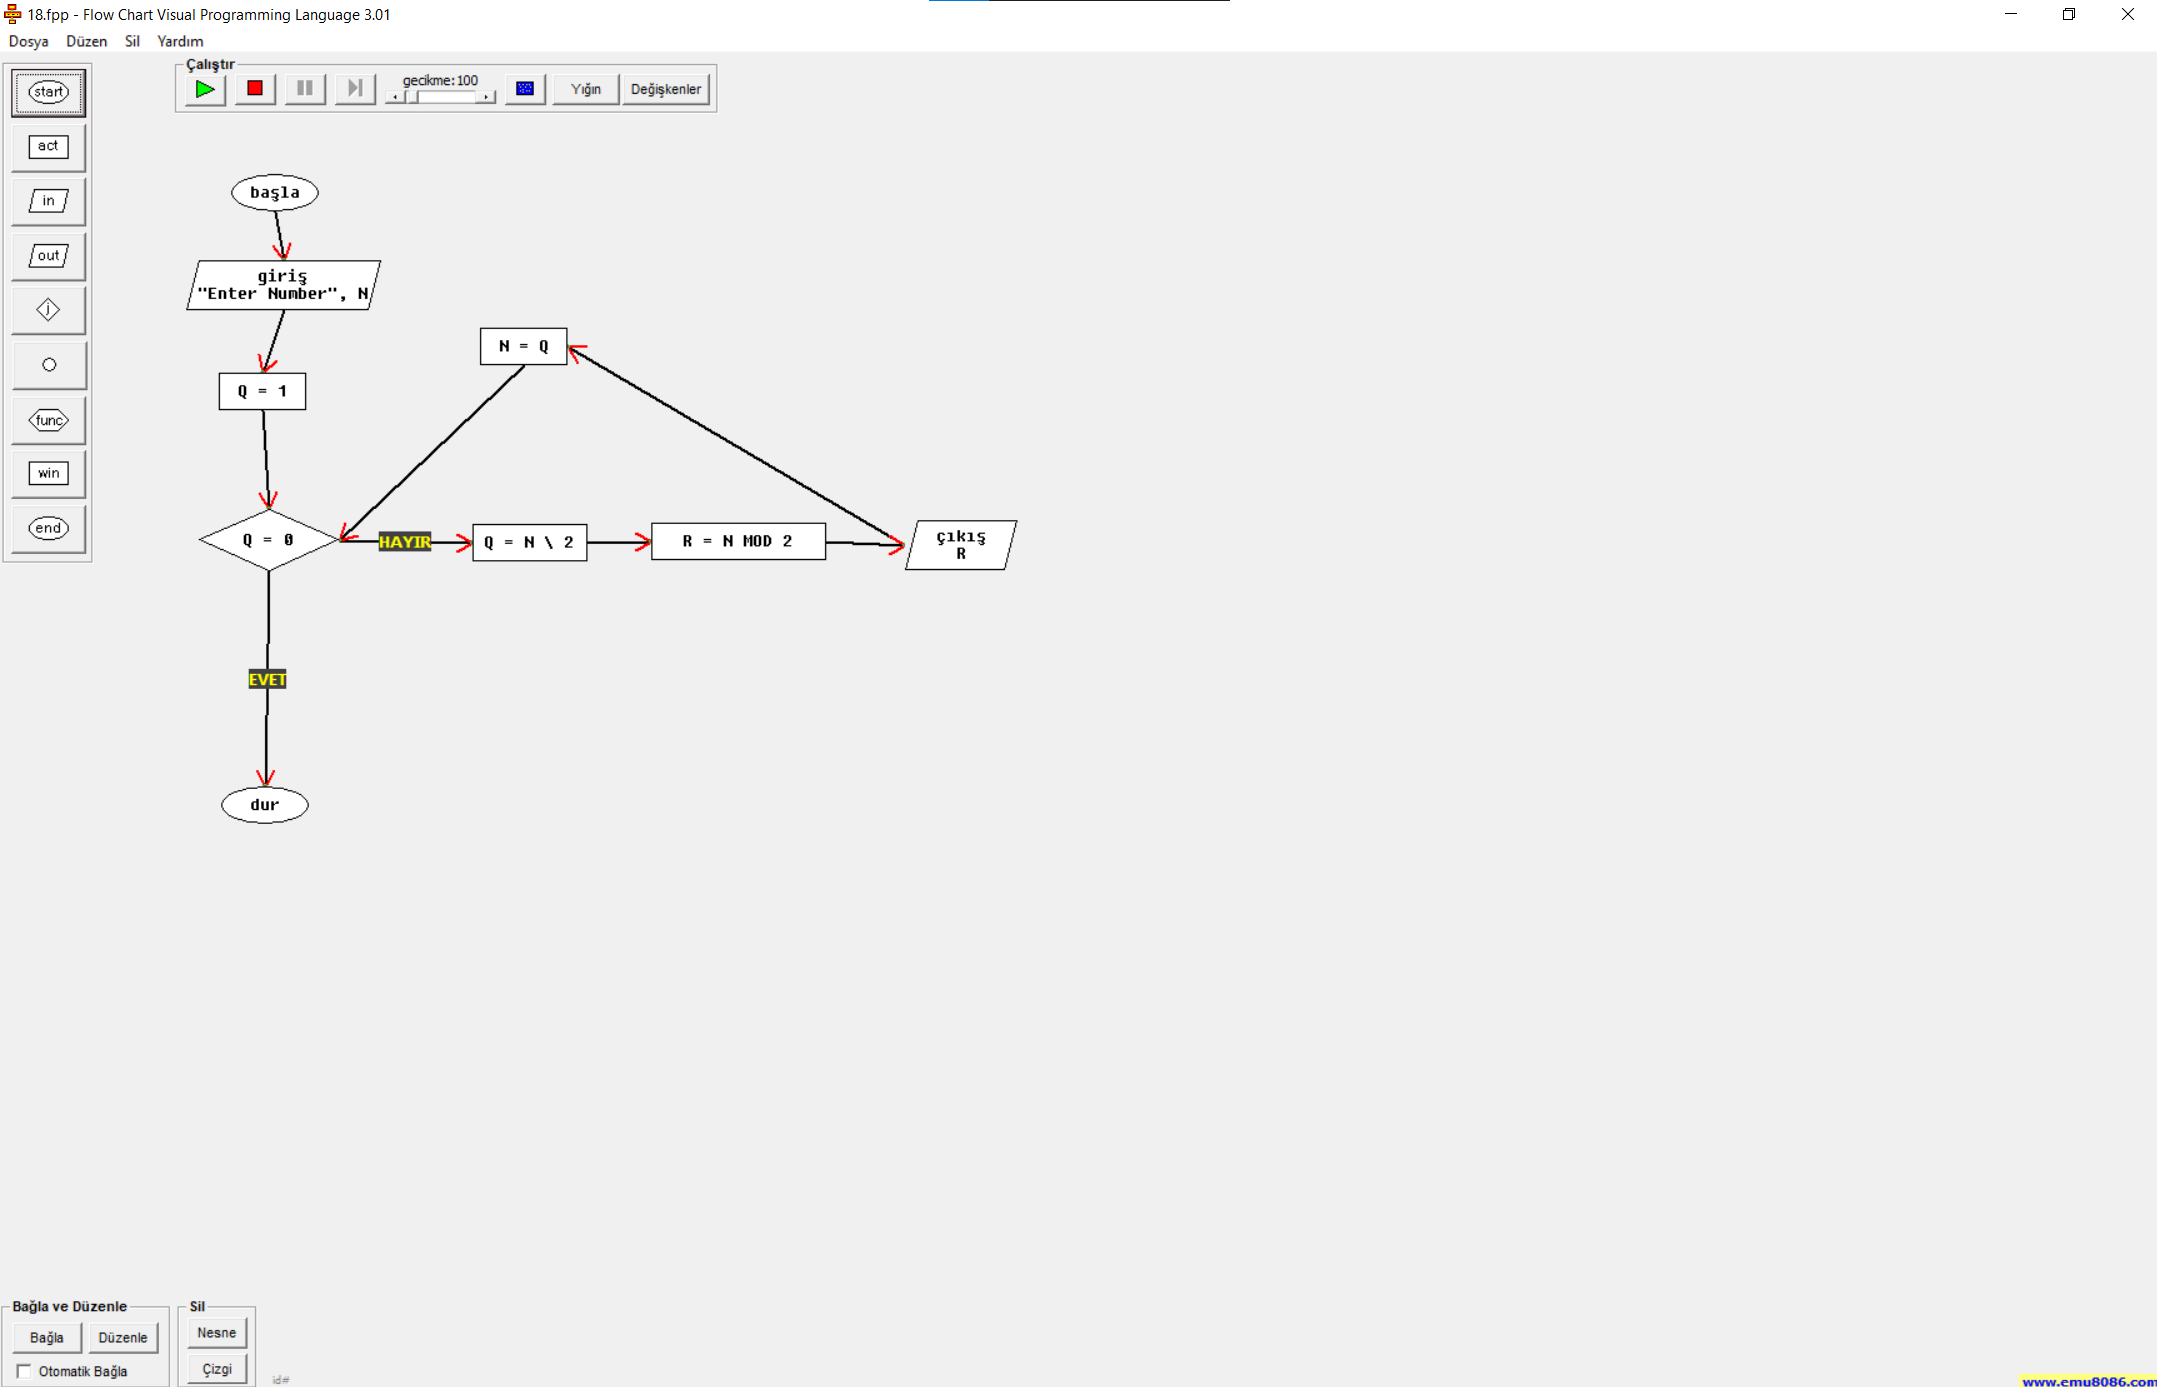 18.fpp - Flow Chart Visual Programming Language 3.01
Dosya Düzen Sil Yardım
Çalıştır
gecikme:100
Yığın
Değişkenler
start
act
in
out
j
func
win
end
başla
giriş
"Enter Number", N
N = Q
Q = 1
Q = 0
HAYIR
Q = N \ 2
R = N MOD 2
çıkış
R
EVET
dur
Bağla ve Düzenle
Bağla
Düzenle
Otomatik Bağla
Sil
Nesne
Çizgi
id#
www.emu8086.com